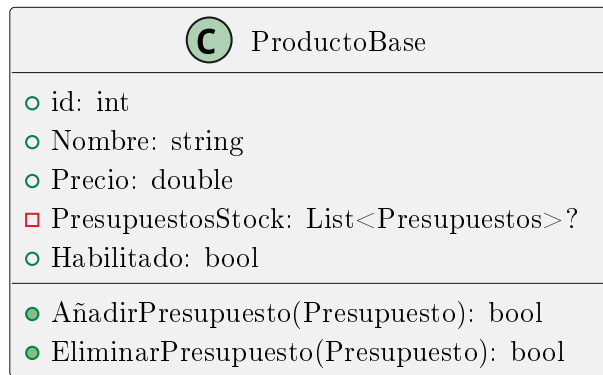 C ProductoBase
id: int
Nombre: string
Precio: double
PresupuestosStock: List<Presupuestos>?
Habilitado: bool
AñadirPresupuesto(Presupuesto): bool
EliminarPresupuesto(Presupuesto): bool